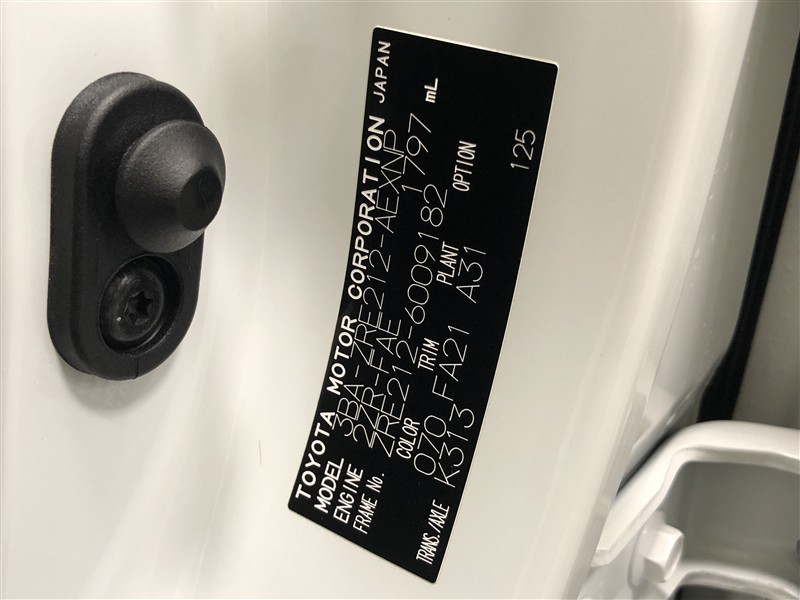 TOYOTA MOTOR CORPORATION JAPAN
MODEL 3BA-ZRE212-AEXNP
ENGINE 2ZR-FAE 1797 mL
FRAME No. ZRE212-6009182
COLOR TRIM PLANT OPTION
070 FA21 A31
TRANS./AXLE K313 125